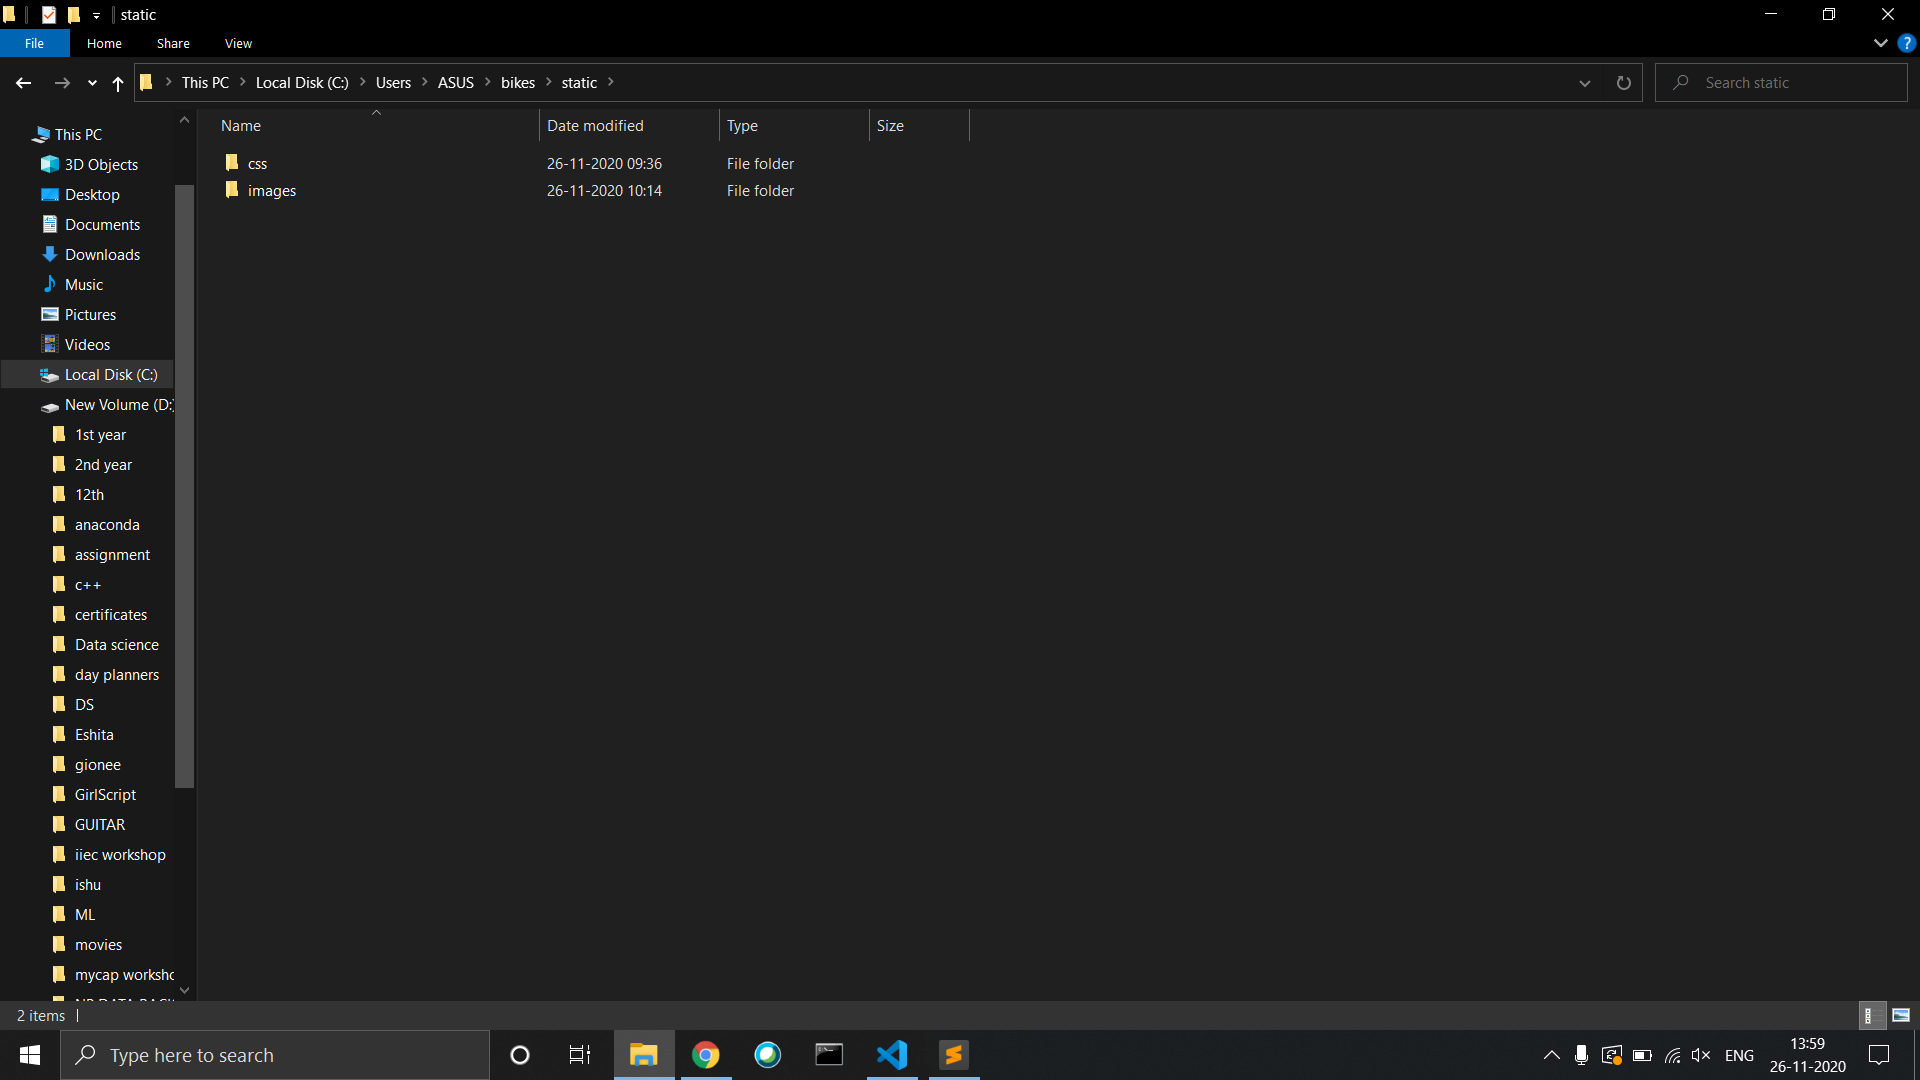 static
File Home Share View
This PC Local Disk (C:) Users ASUS bikes static
Search static
Name Date modified Type Size
css 26-11-2020 09:36 File folder
images 26-11-2020 10:14 File folder
This PC
3D Objects
Desktop
Documents
Downloads
Music
Pictures
Videos
Local Disk (C:)
New Volume (D:)
1st year
2nd year
12th
anaconda
assignment
c++
certificates
Data science
day planners
DS
Eshita
gionee
GirlScript
GUITAR
iiec workshop
ishu
ML
movies
mycap worksho
2 items
Type here to search
ENG
13:59
26-11-2020